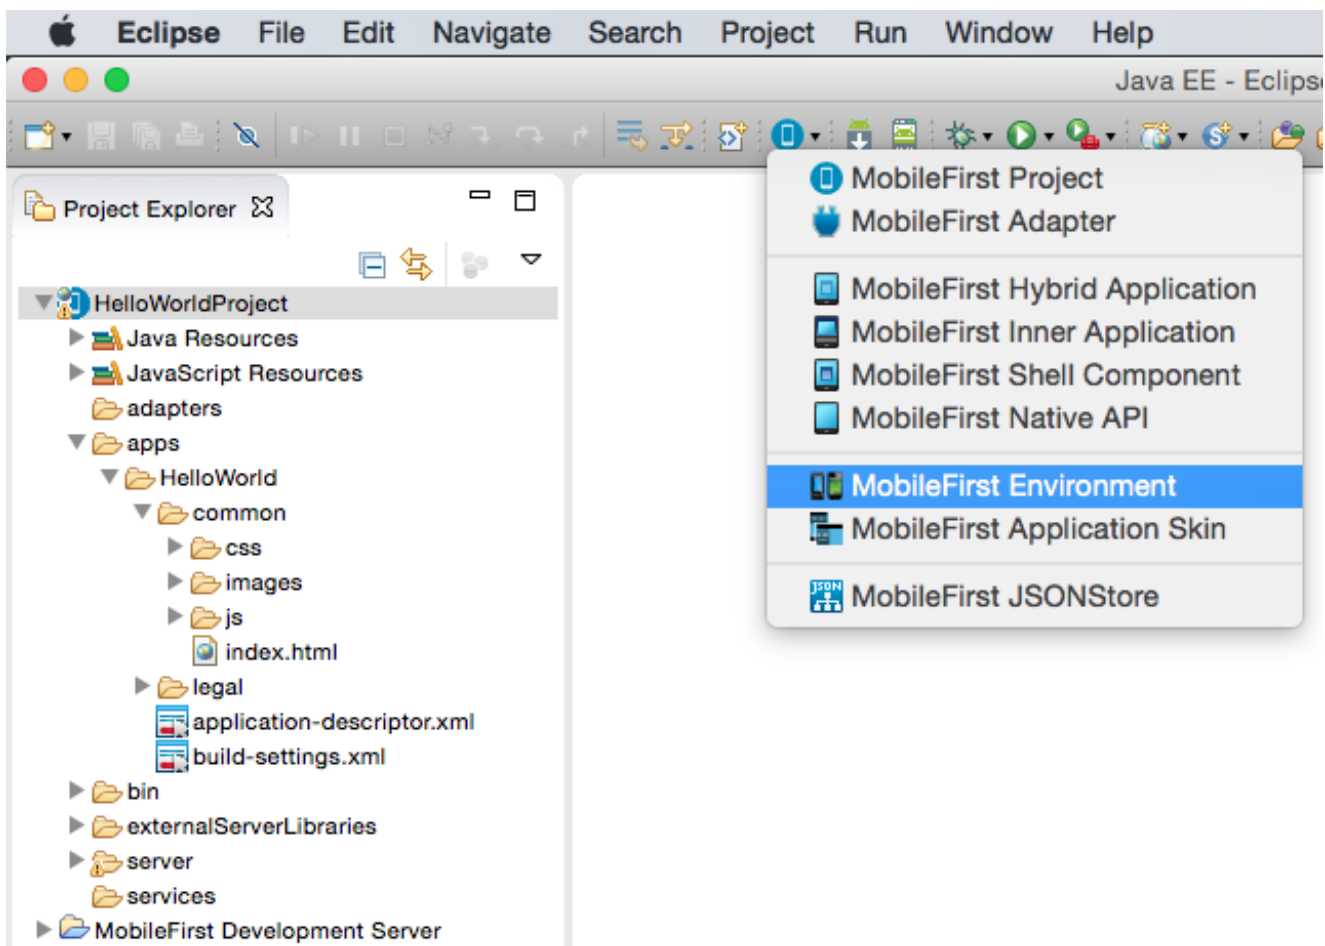 Eclipse File Edit Navigate Search Project Run Window Help
Java EE - Eclipse
Project Explorer
HelloWorldProject
Java Resources
JavaScript Resources
adapters
apps
HelloWorld
common
css
images
js
index.html
legal
application-descriptor.xml
build-settings.xml
bin
externalServerLibraries
server
services
MobileFirst Development Server
MobileFirst Project
MobileFirst Adapter
MobileFirst Hybrid Application
MobileFirst Inner Application
MobileFirst Shell Component
MobileFirst Native API
MobileFirst Environment
MobileFirst Application Skin
JSON
MobileFirst JSONStore